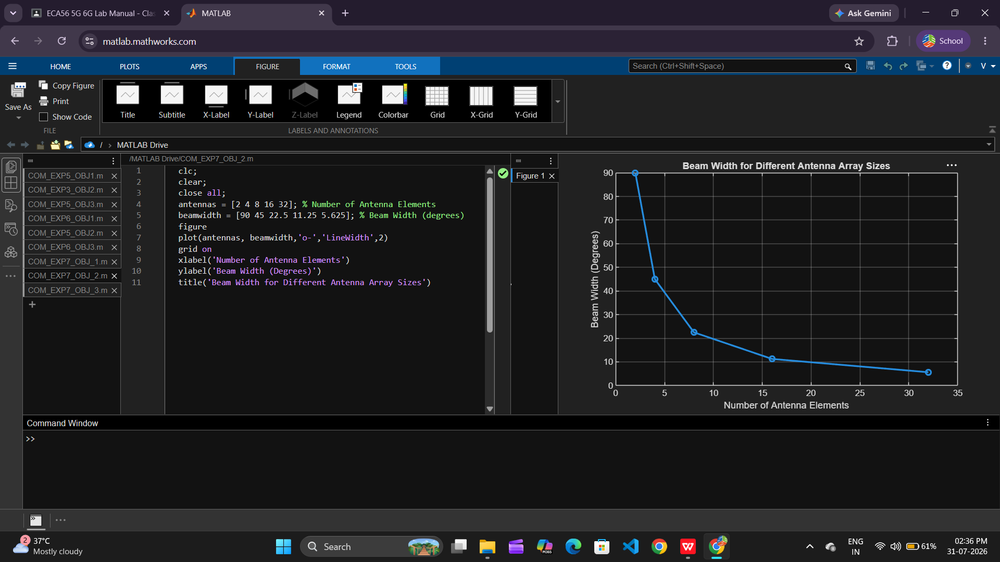 ECA56 5G 6G Lab Manual - Clas
MATLAB
Ask Gemini
matlab.mathworks.com
School
HOME
PLOTS
APPS
FIGURE
FORMAT
TOOLS
Search (Ctrl+Shift+Space)
V
Save As
Copy Figure
Print
Show Code
FILE
Title
Subtitle
X-Label
Y-Label
Z-Label
Legend
Colorbar
Grid
X-Grid
Y-Grid
LABELS AND ANNOTATIONS
/ › MATLAB Drive
COM_EXP5_OBJ1.m
COM_EXP3_OBJ2.m
COM_EXP5_OBJ3.m
COM_EXP6_OBJ1.m
COM_EXP5_OBJ2.m
COM_EXP6_OBJ3.m
COM_EXP7_OBJ_1.m
COM_EXP7_OBJ_2.m
COM_EXP7_OBJ_3.m
/MATLAB Drive/COM_EXP7_OBJ_2.m
1 clc;
2 clear;
3 close all;
4 antennas = [2 4 8 16 32]; % Number of Antenna Elements
5 beamwidth = [90 45 22.5 11.25 5.625]; % Beam Width (degrees)
6 figure
7 plot(antennas, beamwidth,'o-','LineWidth',2)
8 grid on
9 xlabel('Number of Antenna Elements')
10 ylabel('Beam Width (Degrees)')
11 title('Beam Width for Different Antenna Array Sizes')
Figure 1
Beam Width for Different Antenna Array Sizes
90
80
70
60
50
40
30
20
10
0
Beam Width (Degrees)
0 5 10 15 20 25 30 35
Number of Antenna Elements
Command Window
>>
2
37°C
Mostly cloudy
Search
M365
ENG
IN
61%
02:36 PM
31-07-2026